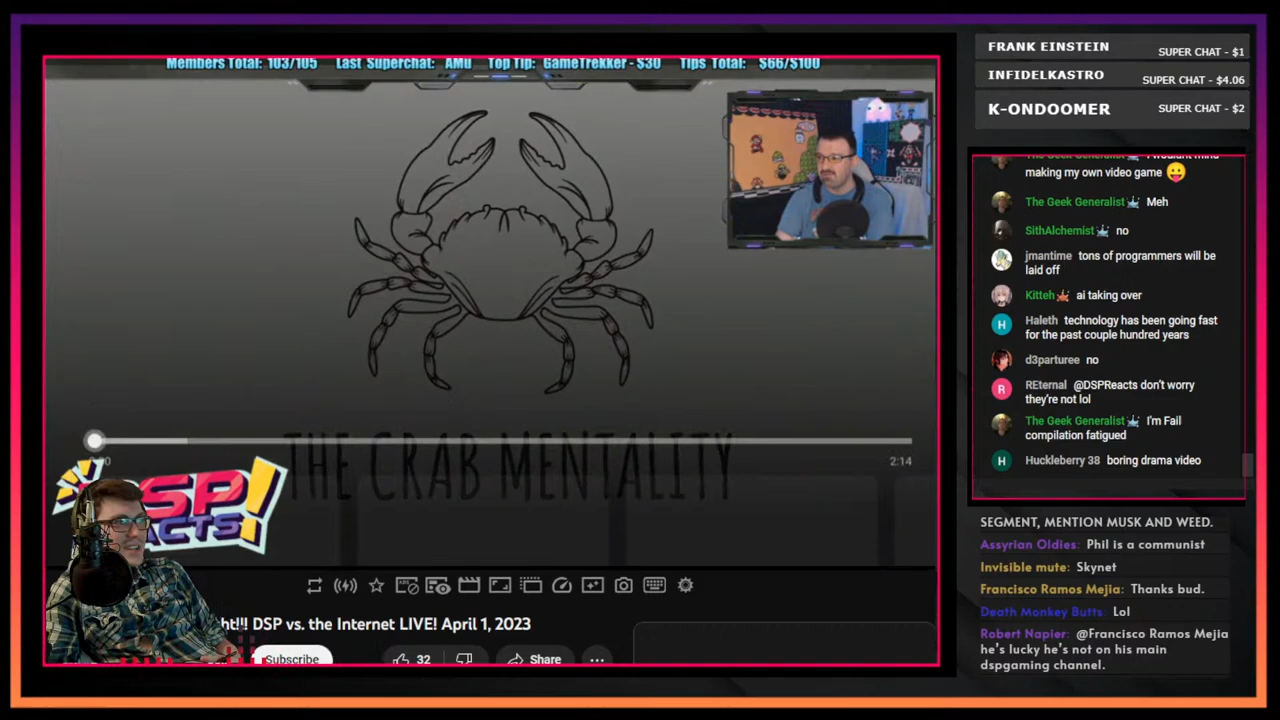 Members Total: 103/105 Last Superchat: AMU Top Tip: GameTrekker - $30 Tips Total: $66/$100
THE CRAB MENTALITY
2:14
DSP
ACTS!
ht!!! DSP vs. the Internet LIVE! April 1, 2023
Subscribe
32
Share
FRANK EINSTEIN
SUPER CHAT - $1
INFIDELKASTRO
SUPER CHAT - $4.06
K-ONDOOMER
SUPER CHAT - $2
making my own video game
The Geek Generalist Meh
SithAlchemist no
jmantime tons of programmers will be
laid off
Kitteh ai taking over
H
Haleth technology has been going fast
for the past couple hundred years
d3parturee no
R
REternal @DSPReacts don't worry
they're not lol
The Geek Generalist I'm Fail
compilation fatigued
H
Huckleberry 38 boring drama video
SEGMENT, MENTION MUSK AND WEED.
Assyrian Oldies: Phil is a communist
Invisible mute: Skynet
Francisco Ramos Mejia: Thanks bud.
Death Monkey Butts: Lol
Robert Napier: @Francisco Ramos Mejia
he's lucky he's not on his main
dspgaming channel.